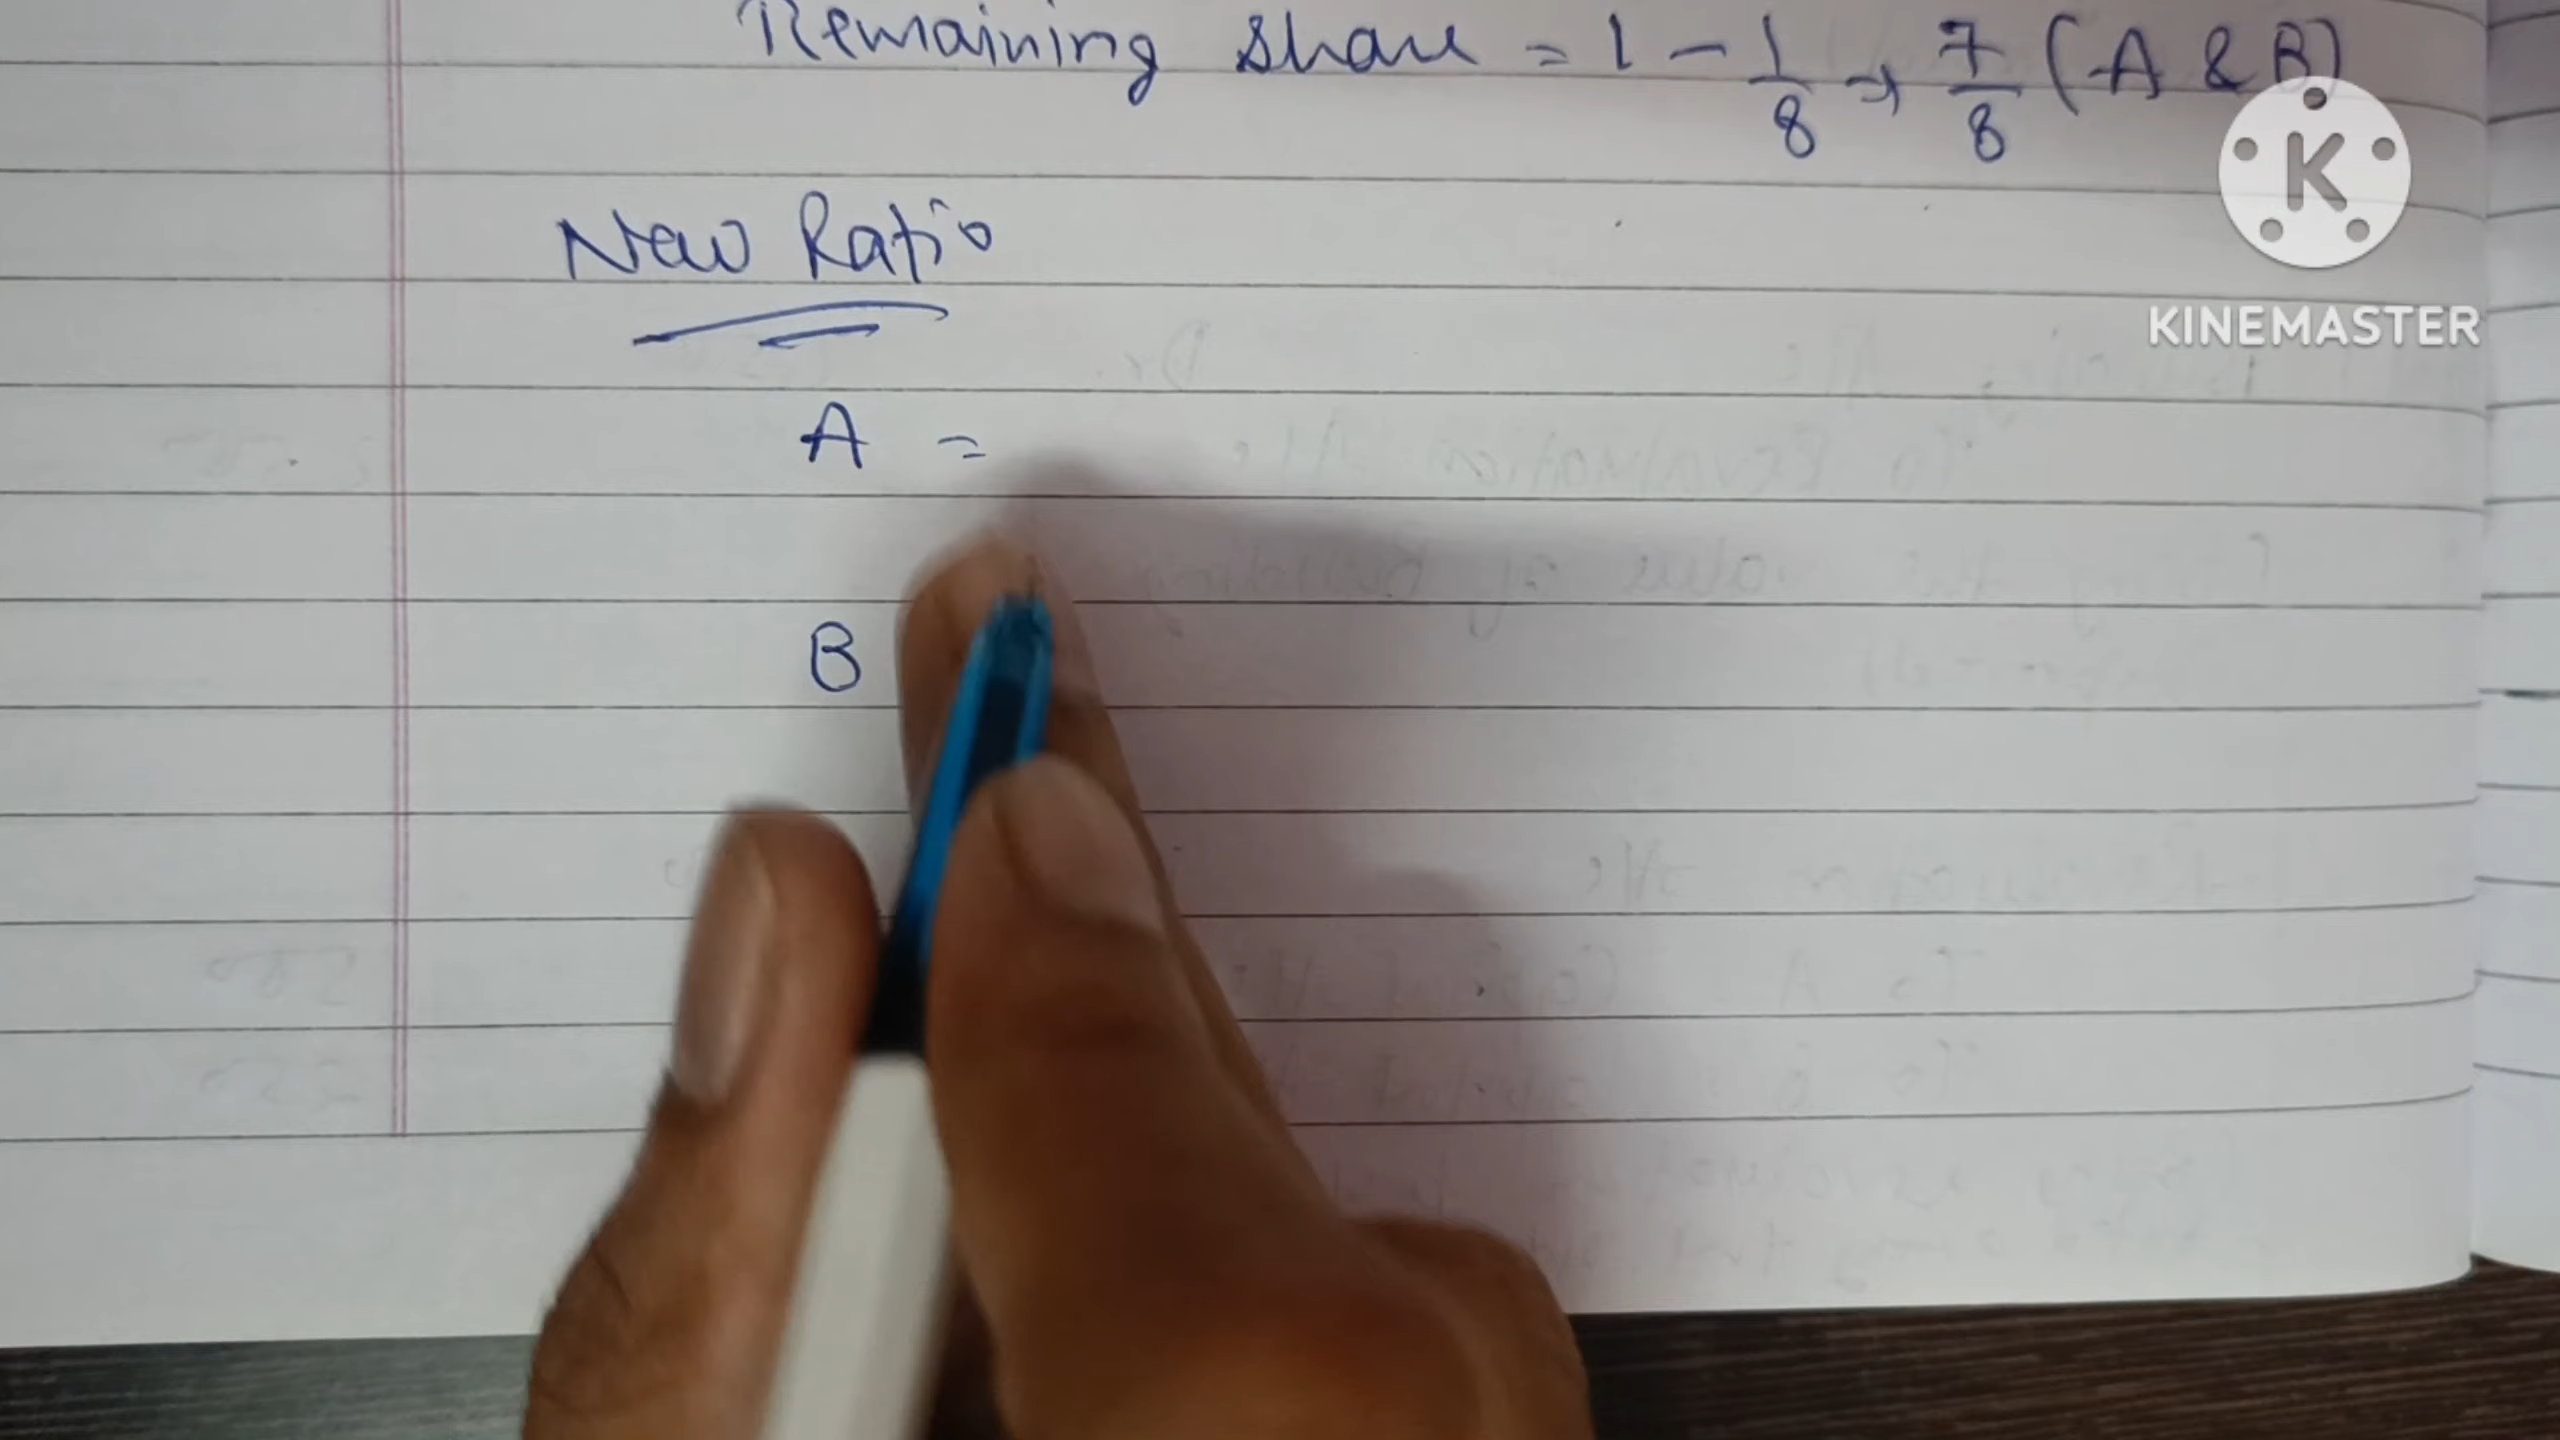 Remaining share = 1 - 1/8 → 7/8 (A & B)
K
KINEMASTER
New Ratio
A =
B